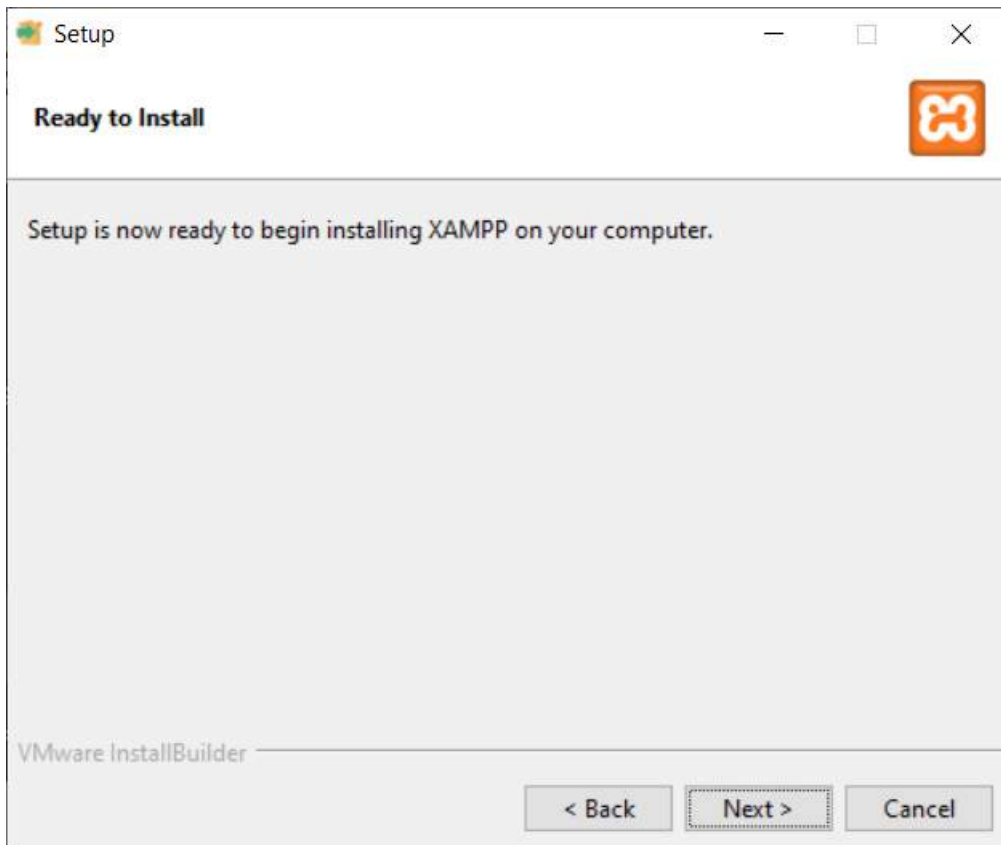 Setup
Ready to Install
Setup is now ready to begin installing XAMPP on your computer.
VMware InstallBuilder
< Back
Next >
Cancel